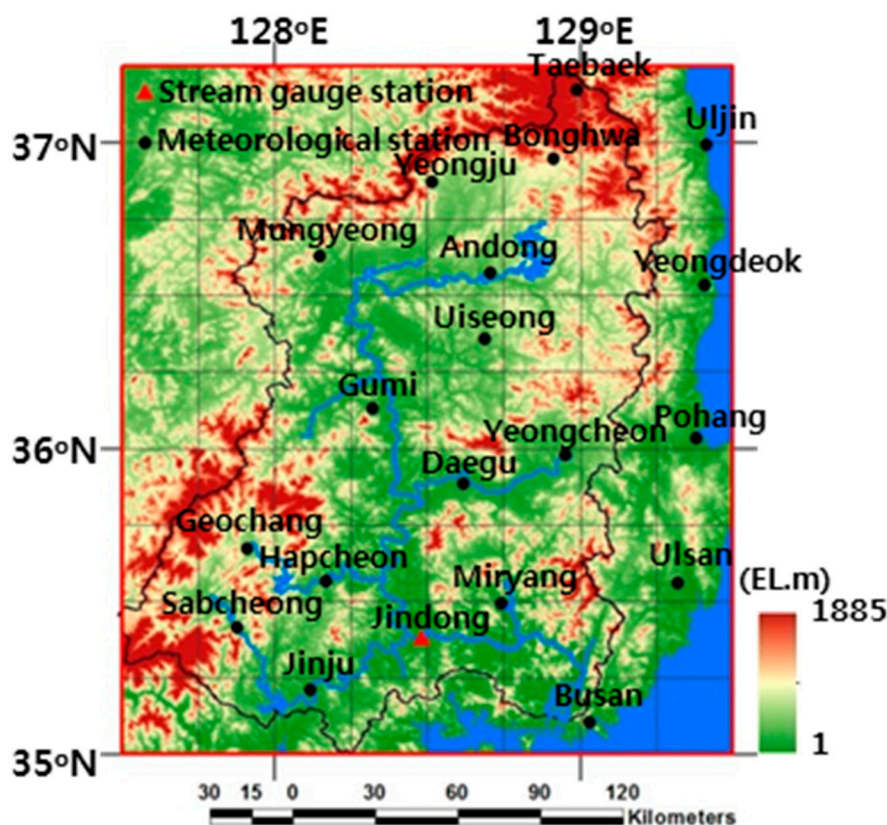 128°E 129°E
Taebaek
Stream gauge station
Uljin
37°N
Meteorological station
Bonghwa
Yeongju
Mungyeong
Andong
Yeongdeok
Uiseong
Gumi
Pohang
Yeongcheon
36°N
Daegu
Geochang
Hapcheon
Ulsan
Miryang
(EL.m)
Sabcheong
Jindong
1885
Jinju
Busan
1
35°N
30 15 0 30 60 90 120
Kilometers